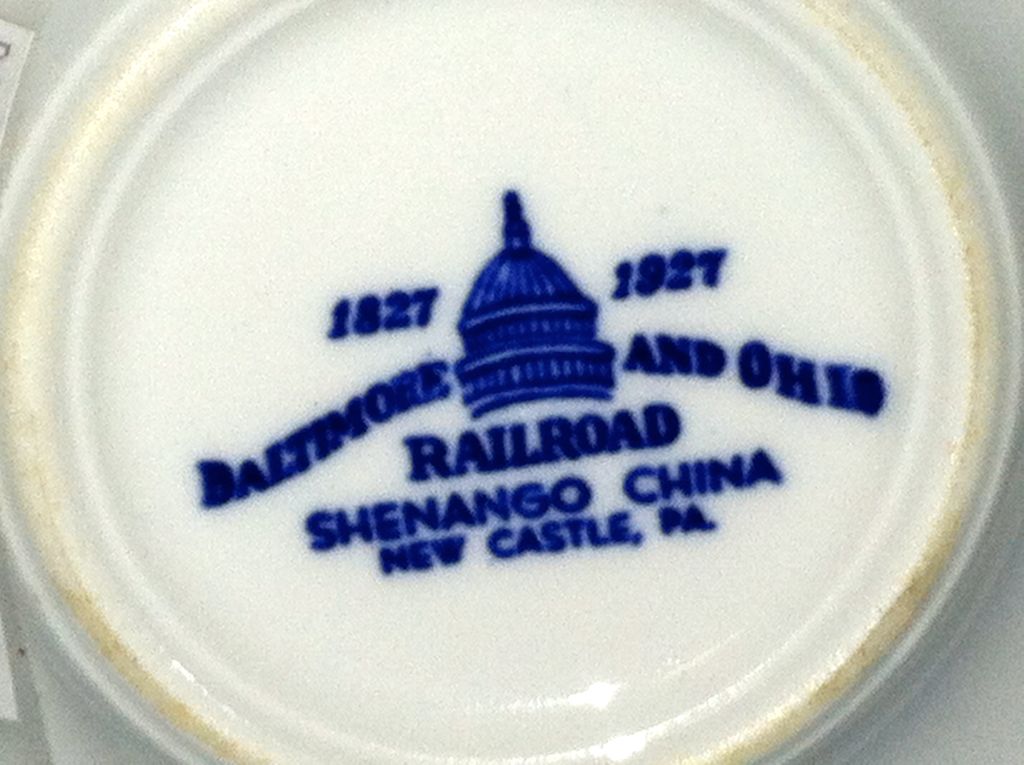 1827 1927
BALTIMORE AND OHIO
RAILROAD
SHENANGO CHINA
NEW CASTLE, PA.